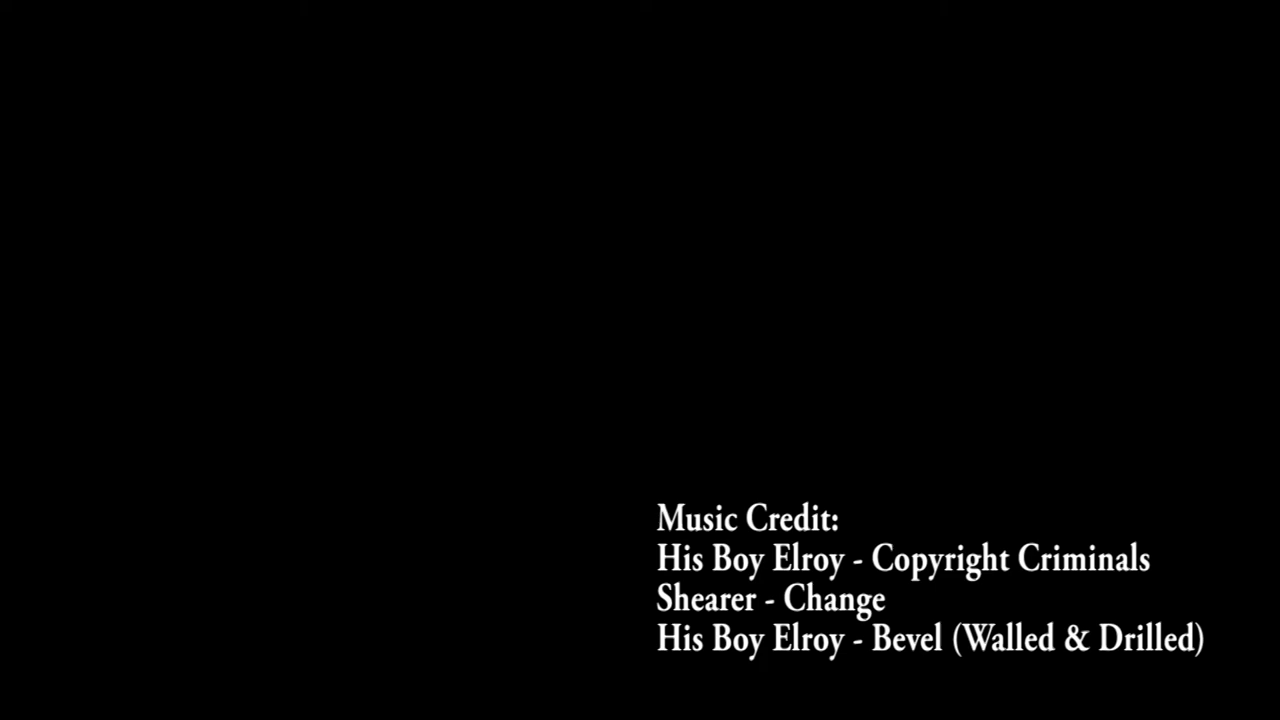 Music Credit:
His Boy Elroy - Copyright Criminals
Shearer - Change
His Boy Elroy - Bevel (Walled & Drilled)